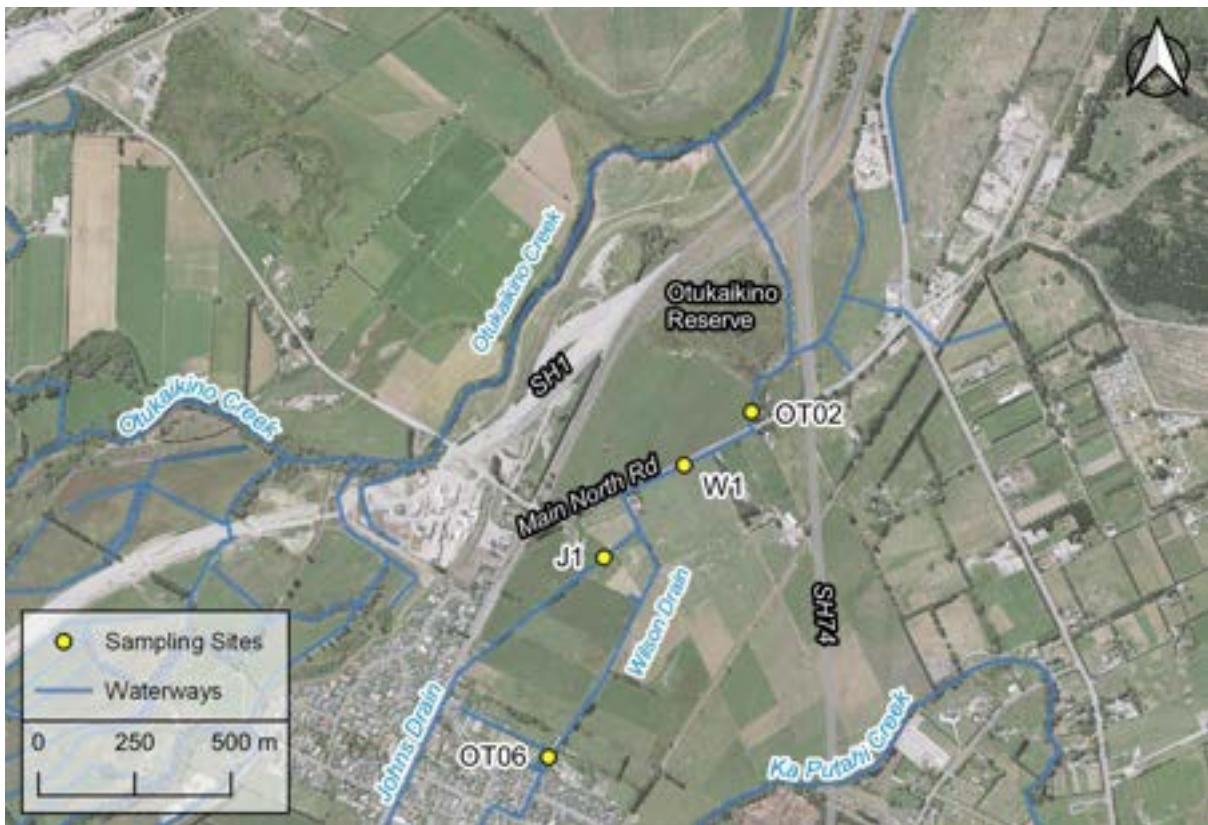 Otukaikino Creek
Otukaikino
Reserve
SH1
Otukaikino Creek
OT02
Main North Rd
W1
J1
Wilson Drain
SH74
Johns Drain
OT06
Ka Putahi Creek
Sampling Sites
Waterways
0 250 500 m